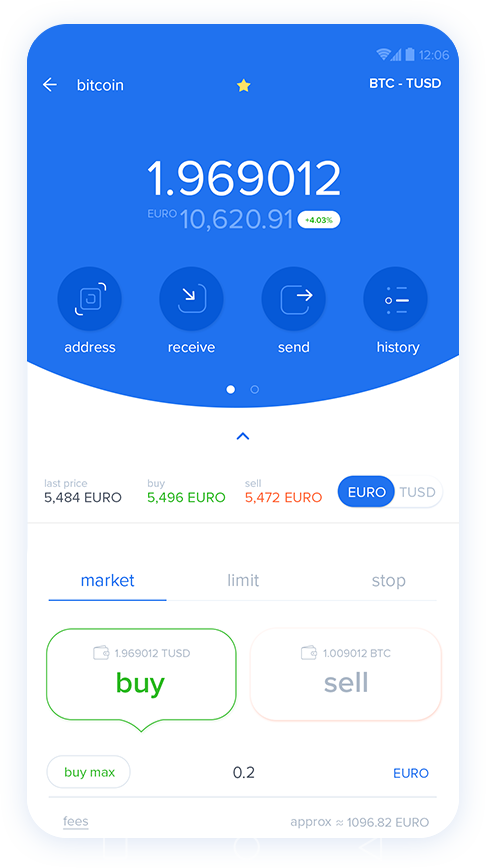 12:06
bitcoin BTC - TUSD
1.969012
EURO 10,620.91 +4.03%
address receive send history
last price buy sell
5,484 EURO 5,496 EURO 5,472 EURO EURO TUSD
market limit stop
1.969012 TUSD 1.009012 BTC
buy sell
buy max 0.2 EURO
fees approx ≈ 1096.82 EURO